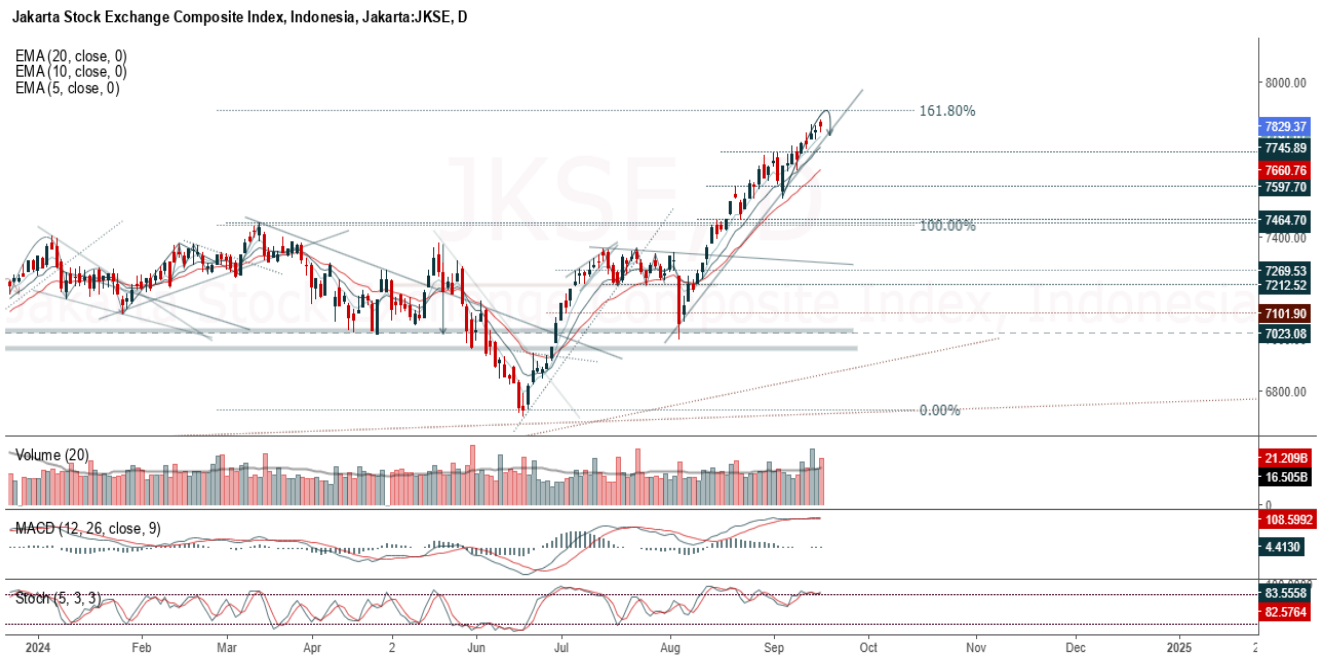 Jakarta Stock Exchange Composite Index, Indonesia, Jakarta:JKSE, D
EMA (20, close, 0)
EMA (10, close, 0)
EMA (5, close, 0)
JKSE, D
8000.00
161.80%
7829.37
7745.89
7660.76
7597.70
7464.70
100.00%
7400.00
7269.53
7212.52
7101.90
7023.08
6800.00
0.00%
Volume (20)
21.209B
16.505B
0
MACD (12, 26, close, 9)
108.5992
4.4130
Stoch (5, 3, 3)
83.5558
82.5764
2024 Feb Mar Apr 2 Jun Jul Aug Sep Oct Nov Dec 2025 2